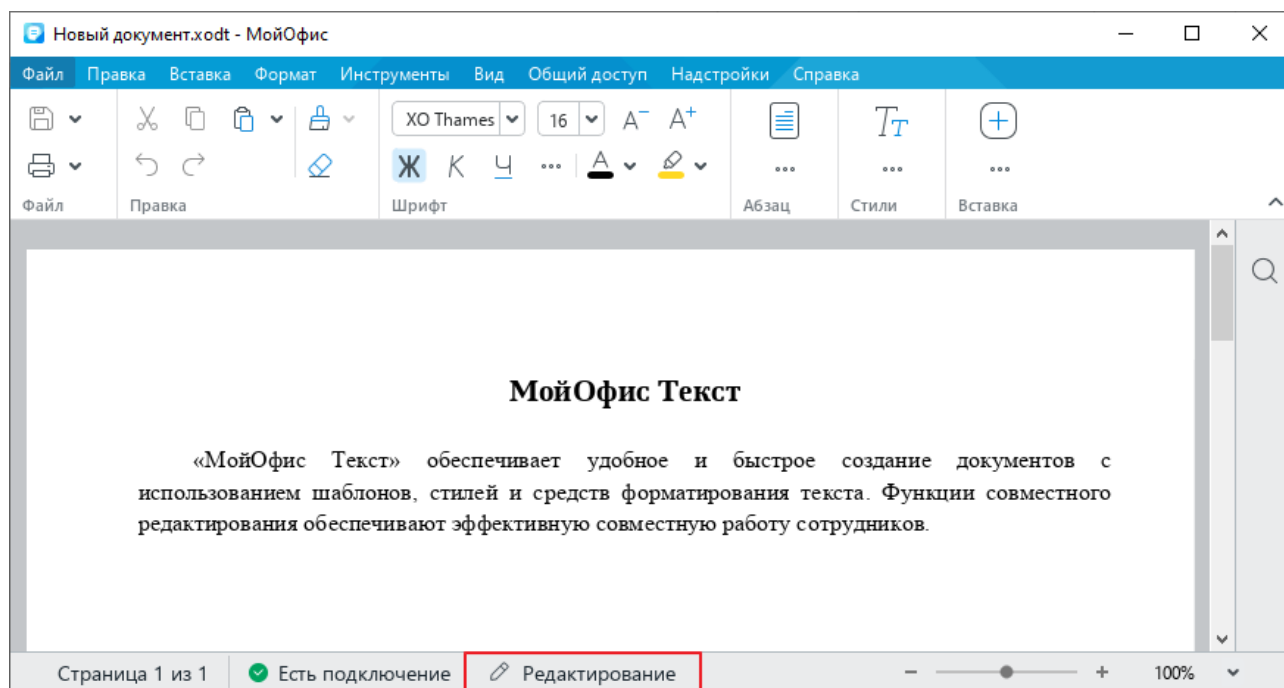 Новый документ.xodt - МойОфис
Файл Правка Вставка Формат Инструменты Вид Общий доступ Надстройки Справка
XO Thames 16 A− A+ Тт
Ж К Ч А
Файл Правка Шрифт Абзац Стили Вставка
МойОфис Текст
«МойОфис Текст» обеспечивает удобное и быстрое создание документов с
использованием шаблонов, стилей и средств форматирования текста. Функции совместного
редактирования обеспечивают эффективную совместную работу сотрудников.
Страница 1 из 1 Есть подключение Редактирование − + 100%